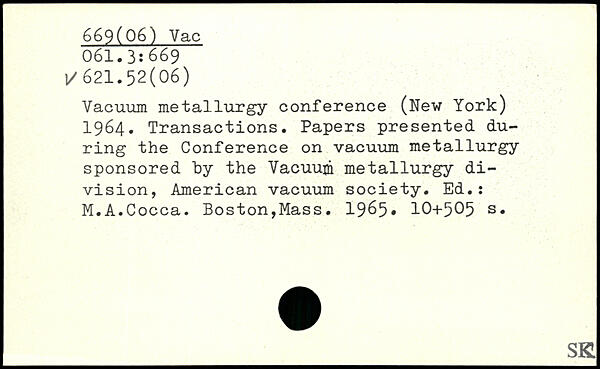 669(06) Vac
061.3:669
√ 621.52(06)
Vacuum metallurgy conference (New York)
1964. Transactions. Papers presented du-
ring the Conference on vacuum metallurgy
sponsored by the Vacuum metallurgy di-
vision, American vacuum society. Ed.:
M.A.Cocca. Boston,Mass. 1965. 10+505 s.
SK